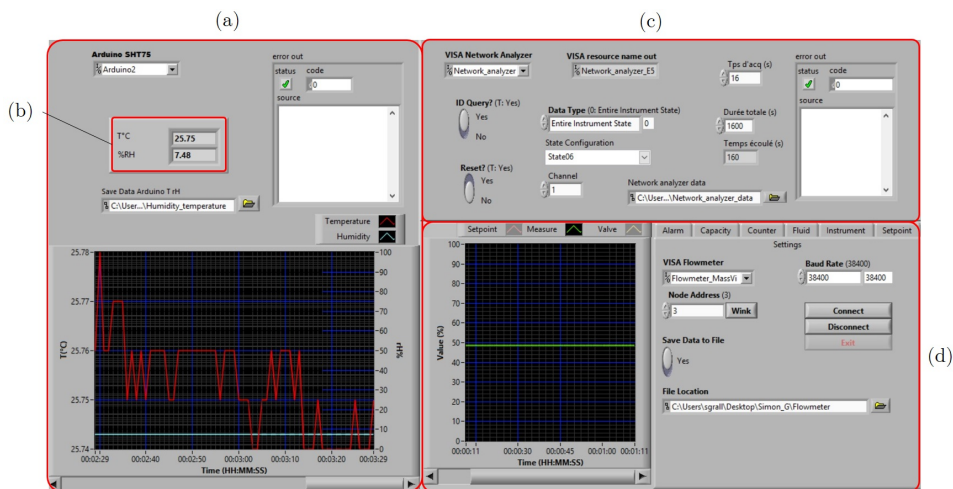 (a)
(c)
Arduino SHT75
Arduino2
error out
status code
0
source
(b)
T°C 25.75
%RH 7.48
Save Data Arduino T rH
C:\User...\Humidity_temperature
Temperature
Humidity
25.78
25.77
25.76
25.75
25.74
T(°C)
100
90
80
70
60
50
40
30
20
10
0
%rH
00:02:29 00:02:40 00:02:50 00:03:00 00:03:10 00:03:20 00:03:29
Time (HH:MM:SS)
VISA Network Analyzer
Network_analyzer
VISA resource name out
Network_analyzer_E5
Tps d'acq (s)
16
error out
status code
0
source
ID Query? (T: Yes)
Yes
No
Data Type (0: Entire Instrument State)
Entire Instrument State 0
Durée totale (s)
1600
State Configuration
State06
Temps écoulé (s)
160
Reset? (T: Yes)
Yes
No
Channel
1
Network analyzer data
C:\User...\Network_analyzer_data
Setpoint Measure Valve
100
90
80
70
60
50
40
30
20
10
0
Value (%)
00:00:11 00:00:30 00:00:45 00:01:00 00:01:11
Time (HH:MM:SS)
Alarm Capacity Counter Fluid Instrument Setpoint
Settings
VISA Flowmeter
Flowmeter_MassVi
Baud Rate (38400)
38400 38400
Node Address (3)
3 Wink
Connect
Disconnect
Exit
Save Data to File
Yes
(d)
File Location
C:\Users\sgrall\Desktop\Simon_G\Flowmeter